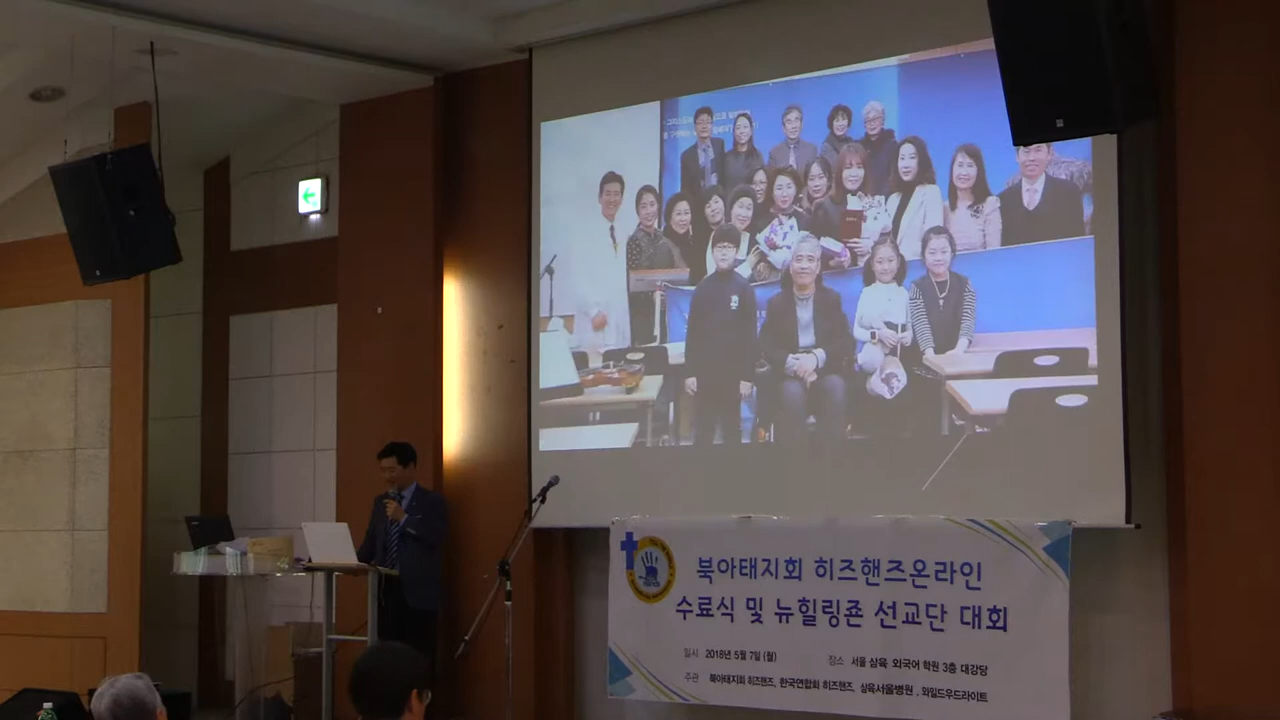 북아태지회 히즈핸즈온라인
수료식 및 뉴힐링죤 선교단 대회
일시 2018년 5월 7일 (월) 장소 서울 삼육 외국어 학원 3층 대강당
주관 북아태지회 히즈핸즈, 한국연합회 히즈핸즈, 삼육서울병원 , 와일드우드라이트